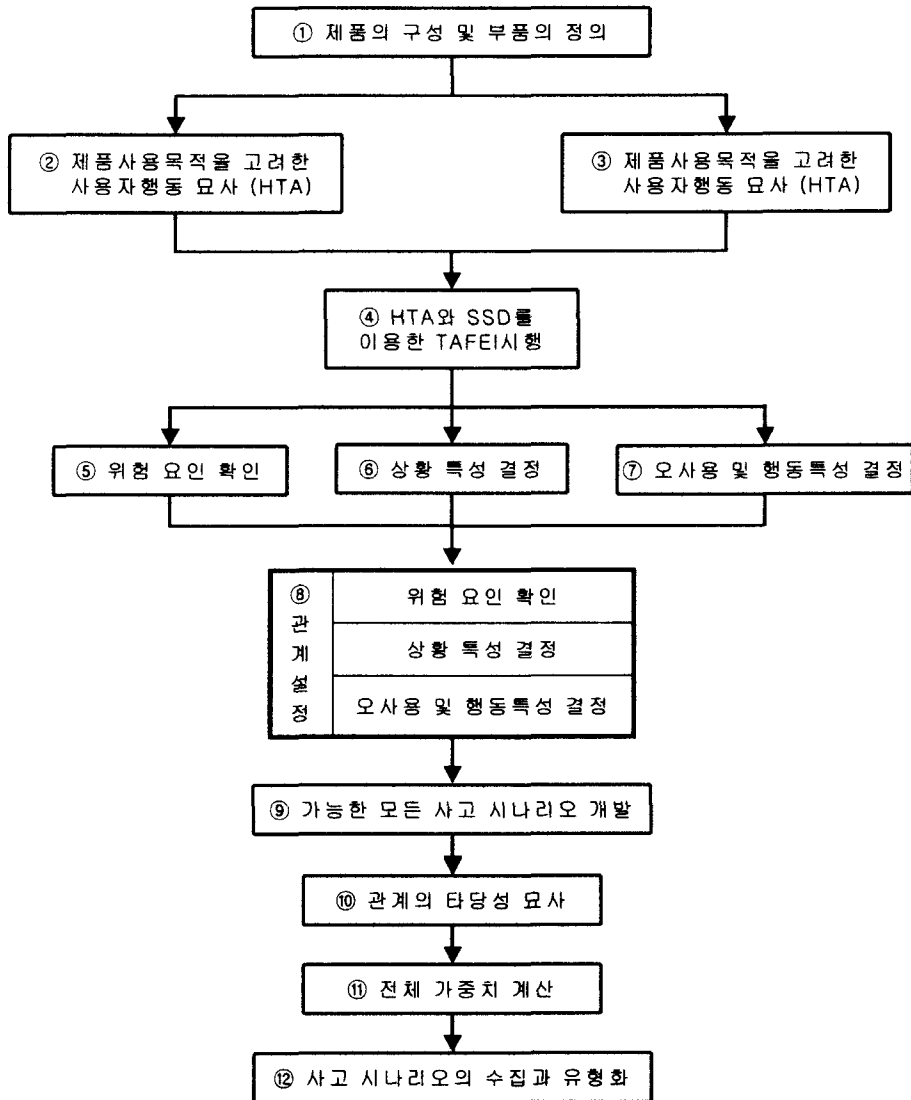 ① 제품의 구성 및 부품의 정의
② 제품사용목적을 고려한
사용자행동 묘사 (HTA)
③ 제품사용목적을 고려한
사용자행동 묘사 (HTA)
④ HTA와 SSD를
이용한 TAFEI시행
⑤ 위험 요인 확인
⑥ 상황 특성 결정
⑦ 오사용 및 행동특성 결정
⑧
관
계
설
정
위험 요인 확인
상황 특성 결정
오사용 및 행동특성 결정
⑨ 가능한 모든 사고 시나리오 개발
⑩ 관계의 타당성 묘사
⑪ 전체 가중치 계산
⑫ 사고 시나리오의 수집과 유형화